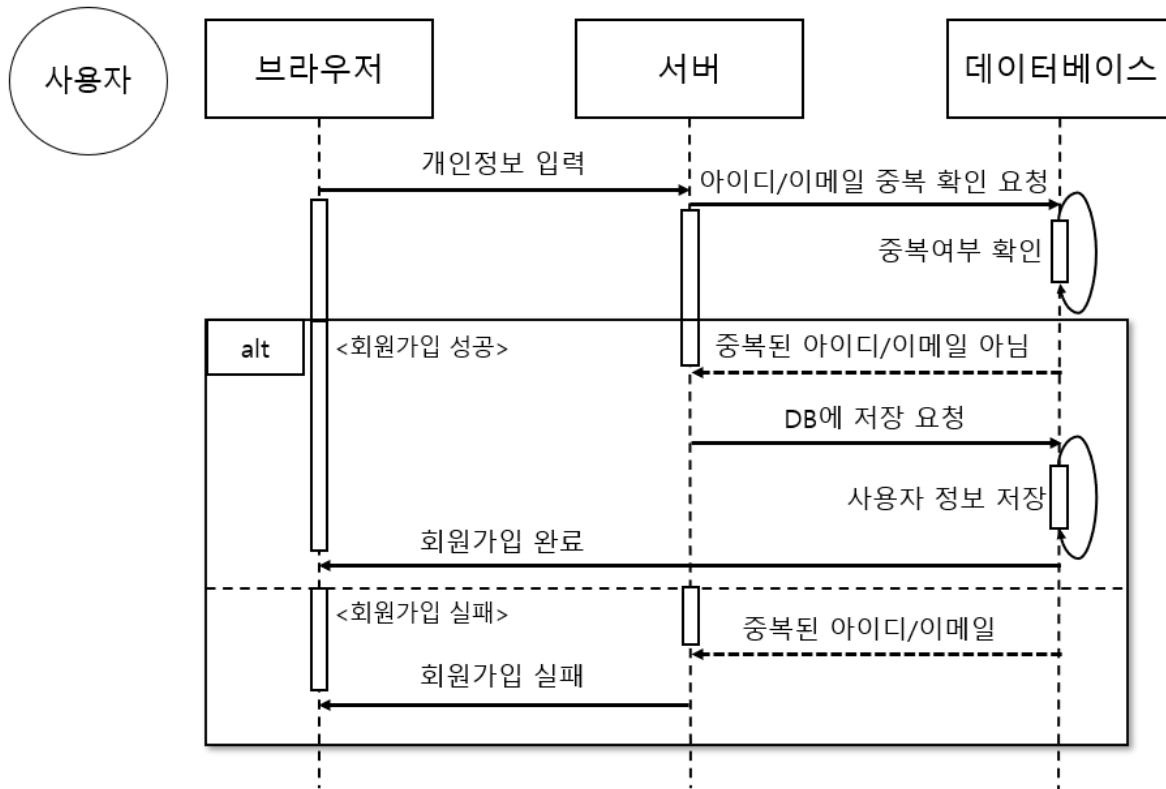 사용자
브라우저
서버
데이터베이스
개인정보 입력
아이디/이메일 중복 확인 요청
중복여부 확인
alt
<회원가입 성공>
중복된 아이디/이메일 아님
DB에 저장 요청
사용자 정보 저장
회원가입 완료
<회원가입 실패>
중복된 아이디/이메일
회원가입 실패